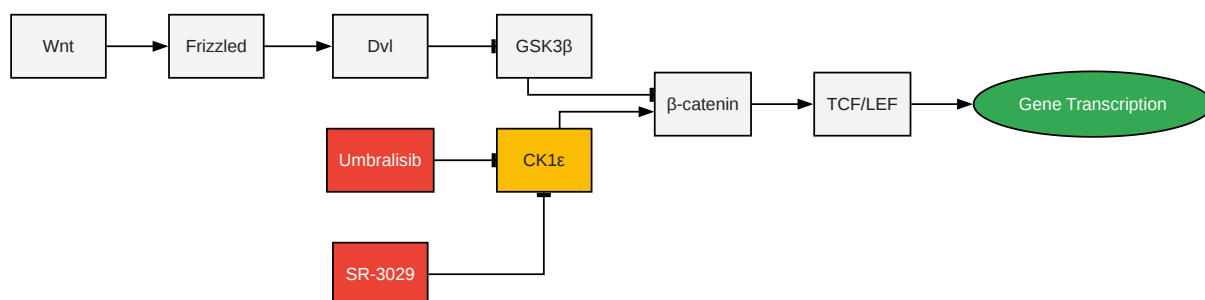 Wnt
Frizzled
Dvl
GSK3β
β-catenin
TCF/LEF
Gene Transcription
Umbralisib
CK1ε
SR-3029